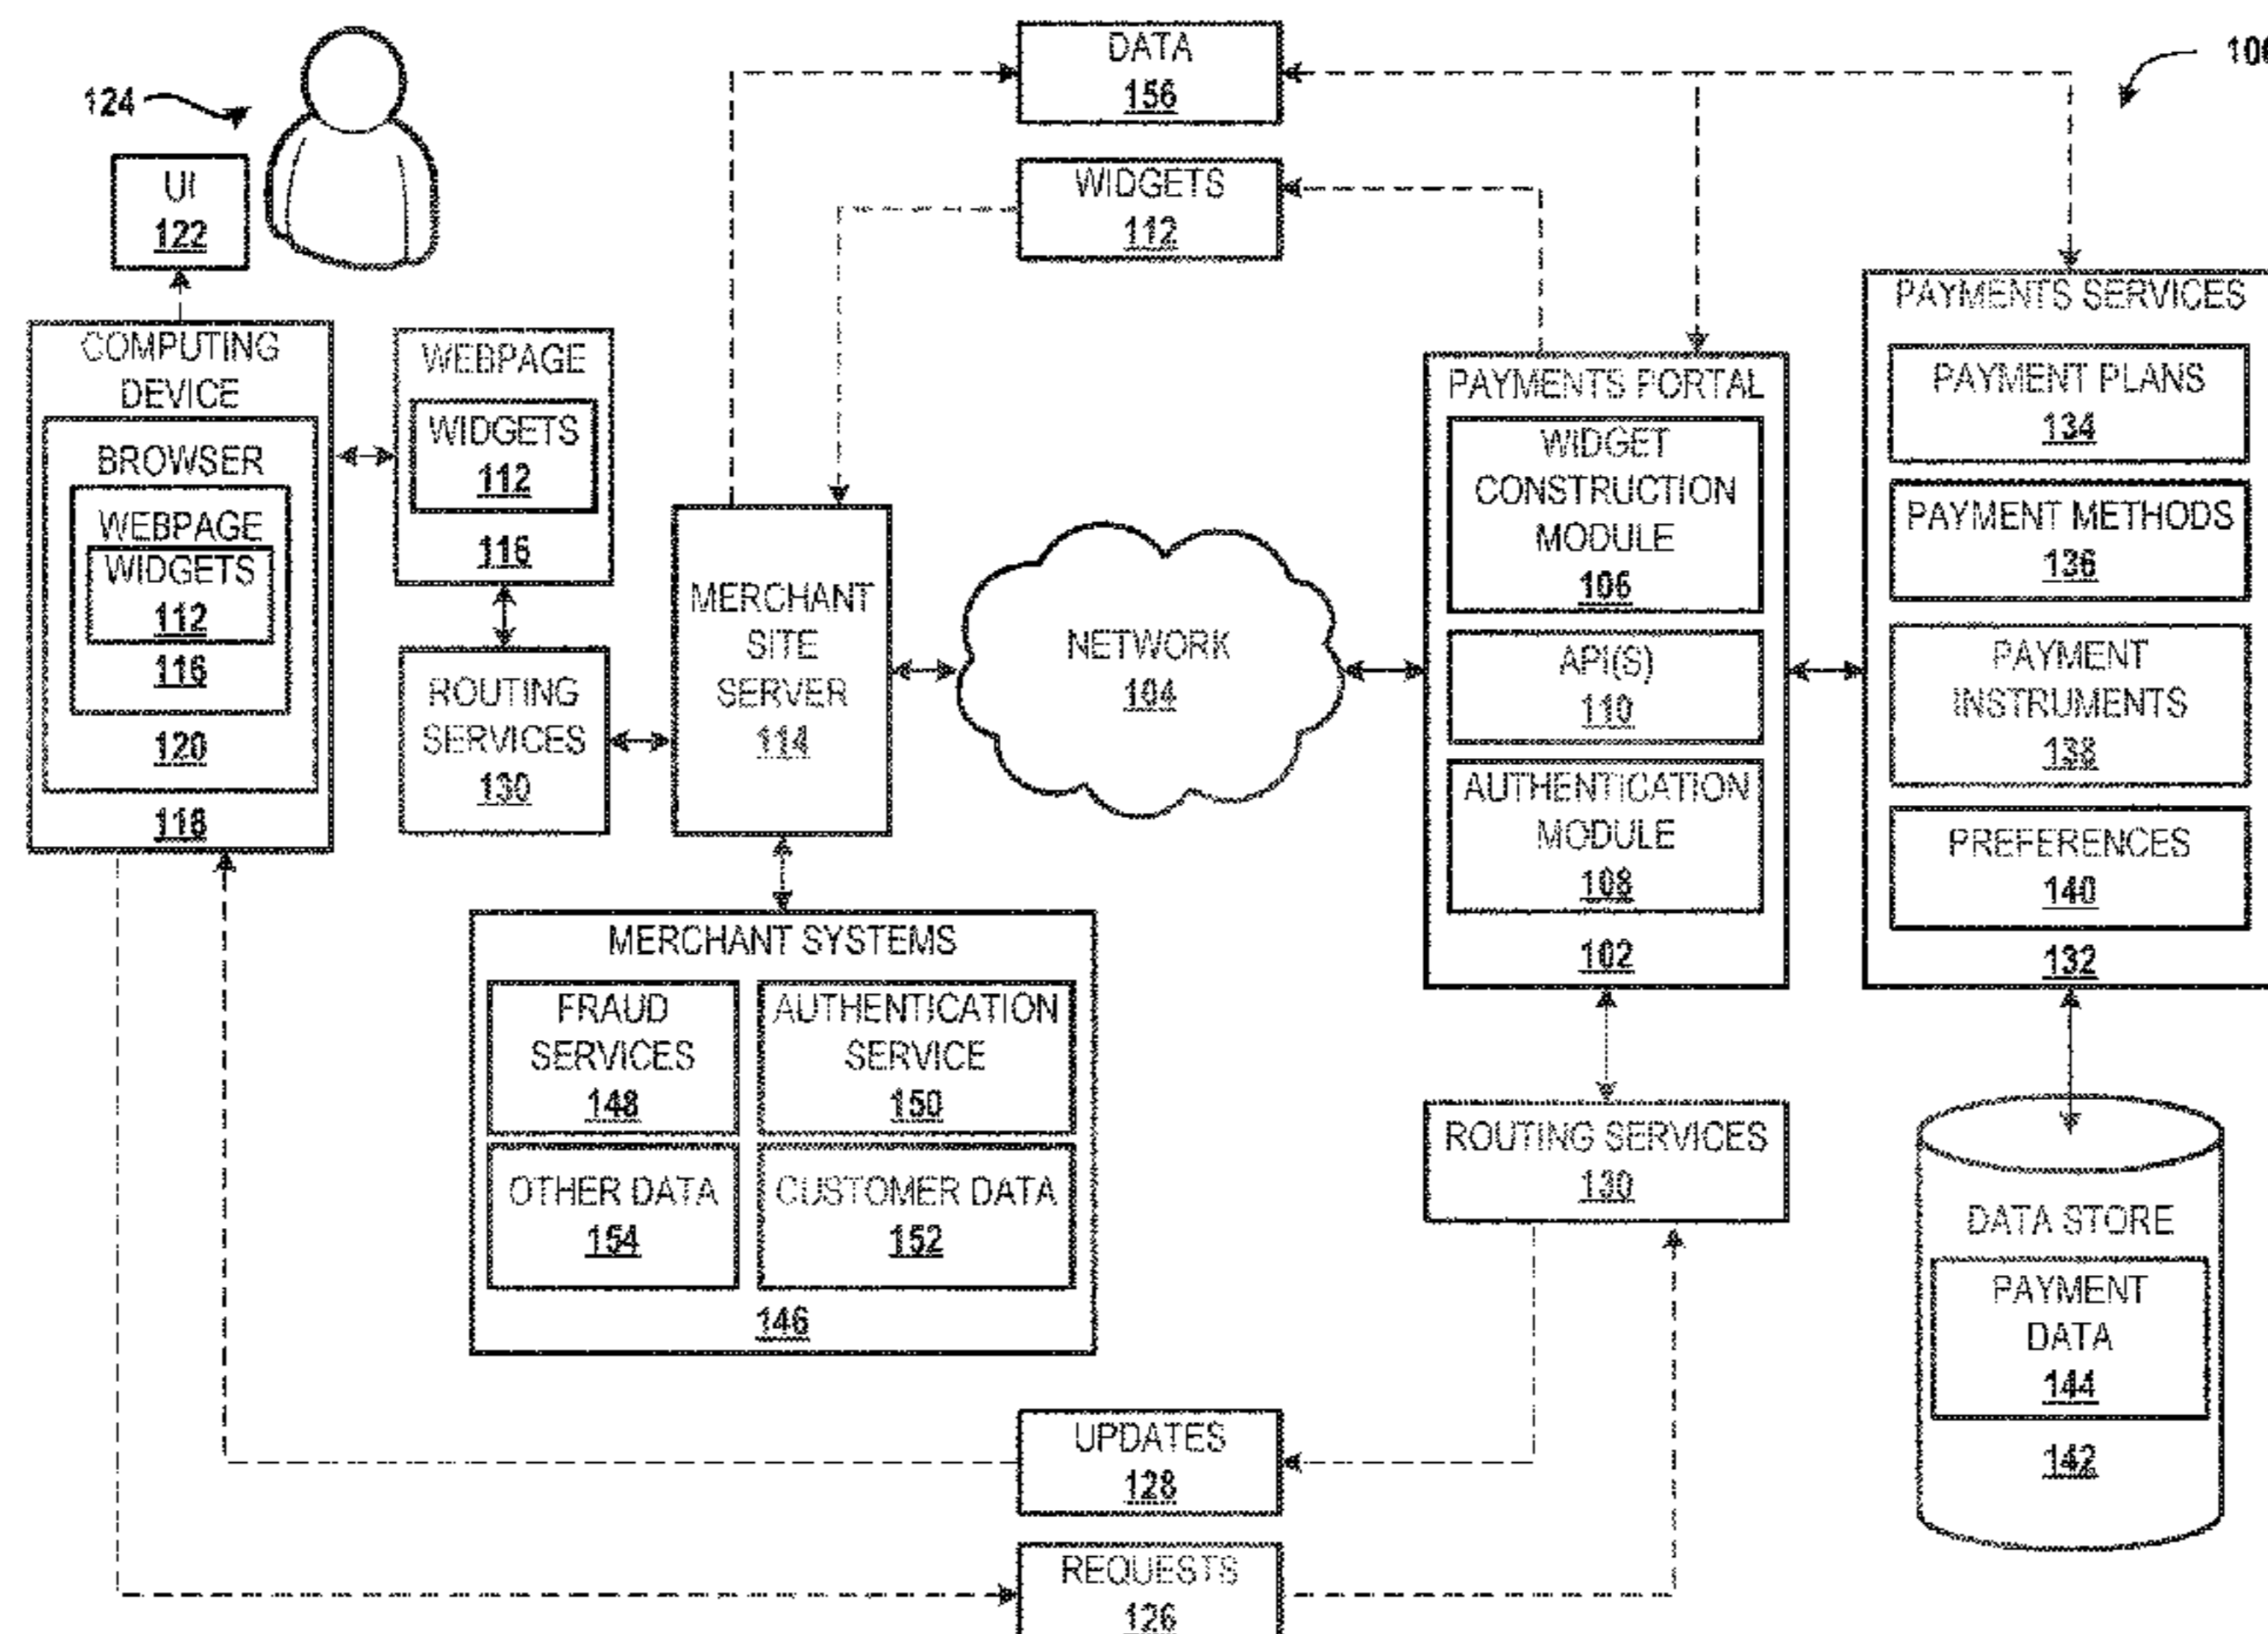 DATA
156
100
124
WIDGETS
112
UI
122
PAYMENTS SERVICES
PAYMENT PLANS
134
PAYMENT METHODS
136
PAYMENT
INSTRUMENTS
138
PREFERENCES
140
132
COMPUTING
DEVICE
BROWSER
WEBPAGE
WIDGETS
112
116
120
118
WEBPAGE
WIDGETS
112
116
ROUTING
SERVICES
130
MERCHANT
SITE
SERVER
114
NETWORK
104
PAYMENTS PORTAL
WIDGET
CONSTRUCTION
MODULE
106
API(S)
110
AUTHENTICATION
MODULE
108
102
MERCHANT SYSTEMS
FRAUD
SERVICES
148
AUTHENTICATION
SERVICE
150
OTHER DATA
154
CUSTOMER DATA
152
146
ROUTING SERVICES
130
DATA STORE
PAYMENT
DATA
144
142
UPDATES
128
REQUESTS
126